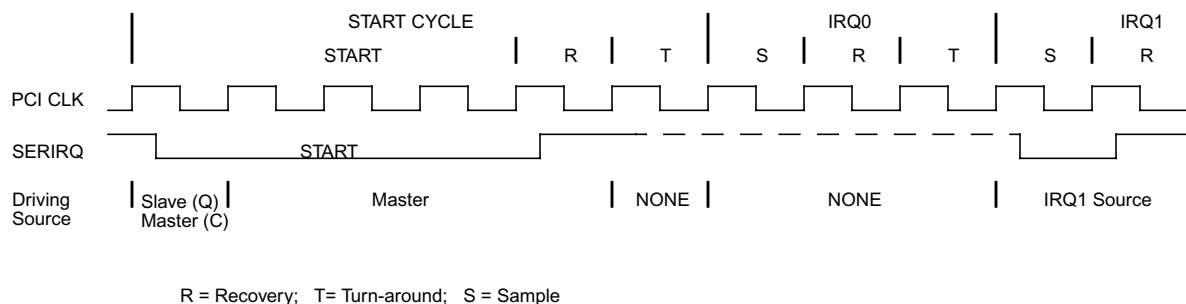 START CYCLE IRQ0 IRQ1
START R T S R T S R
PCI CLK
SERIRQ START
Driving Source Slave (Q) Master (C) Master NONE NONE IRQ1 Source
R = Recovery; T= Turn-around; S = Sample